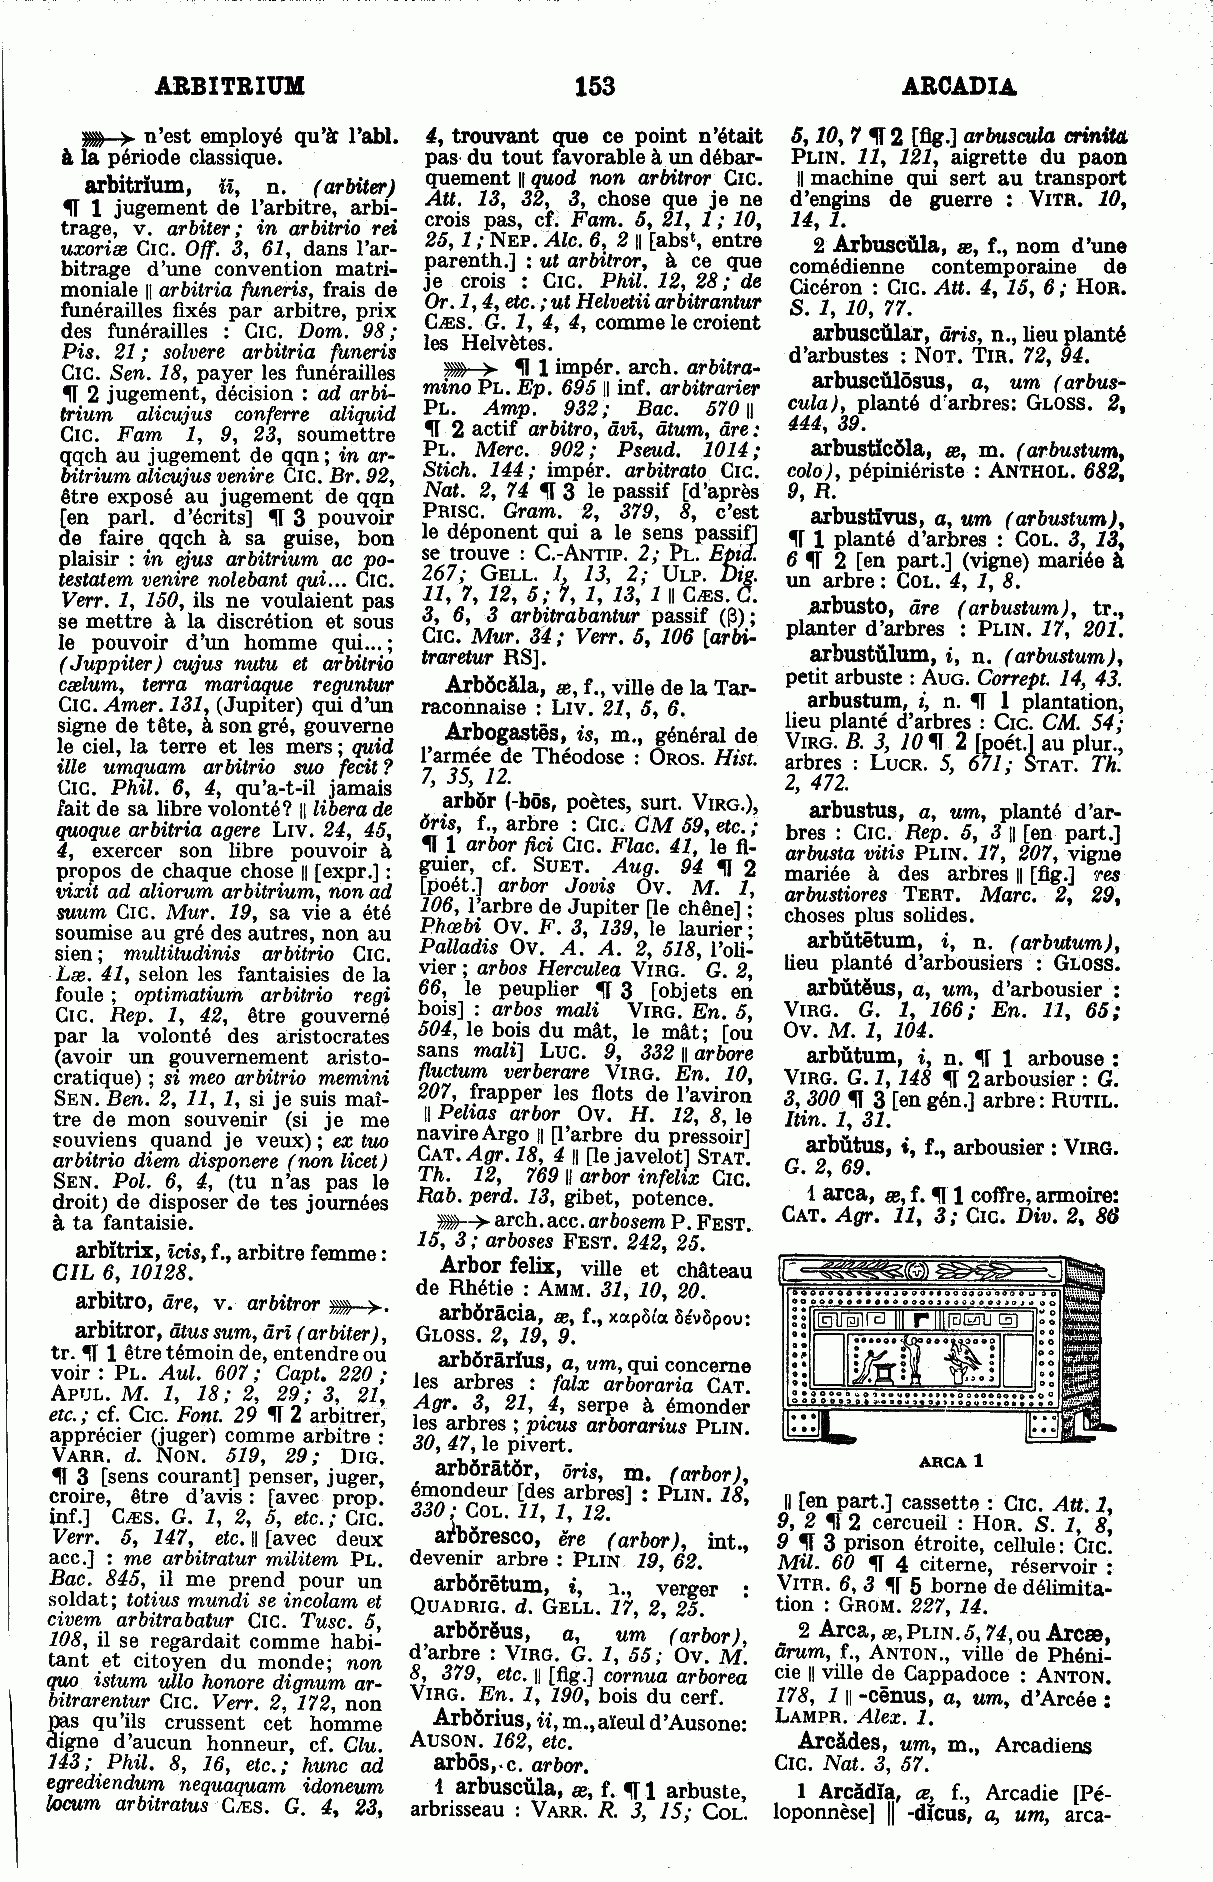 ARBITRIUM 153 ARCADIA
⤐ n'est employé qu'à l'abl.
à la période classique.
arbitrĭum, ĭī, n. (arbiter)
¶ 1 jugement de l'arbitre, arbi-
trage, v. arbiter; in arbitrio rei
uxoriæ CIC. Off. 3, 61, dans l'ar-
bitrage d'une convention matri-
moniale || arbitria funeris, frais de
funérailles fixés par arbitre, prix
des funérailles : CIC. Dom. 98;
Pis. 21; solvere arbitria funeris
CIC. Sen. 18, payer les funérailles
¶ 2 jugement, décision : ad arbi-
trium alicujus conferre aliquid
CIC. Fam 1, 9, 23, soumettre
qqch au jugement de qqn; in ar-
bitrium alicujus venire CIC. Br. 92,
être exposé au jugement de qqn
[en parl. d'écrits] ¶ 3 pouvoir
de faire qqch à sa guise, bon
plaisir : in ejus arbitrium ac po-
testatem venire nolebant qui... CIC.
Verr. 1, 150, ils ne voulaient pas
se mettre à la discrétion et sous
le pouvoir d'un homme qui...;
(Juppiter) cujus nutu et arbitrio
cælum, terra mariaque reguntur
CIC. Amer. 131, (Jupiter) qui d'un
signe de tête, à son gré, gouverne
le ciel, la terre et les mers; quid
ille umquam arbitrio suo fecit?
CIC. Phil. 6, 4, qu'a-t-il jamais
fait de sa libre volonté? || libera de
quoque arbitria agere LIV. 24, 45,
4, exercer son libre pouvoir à
propos de chaque chose || [expr.] :
vixit ad aliorum arbitrium, non ad
suum CIC. Mur. 19, sa vie a été
soumise au gré des autres, non au
sien; multitudinis arbitrio CIC.
Læ. 41, selon les fantaisies de la
foule; optimatium arbitrio regi
CIC. Rep. 1, 42, être gouverné
par la volonté des aristocrates
(avoir un gouvernement aristo-
cratique); si meo arbitrio memini
SEN. Ben. 2, 11, 1, si je suis maî-
tre de mon souvenir (si je me
souviens quand je veux); ex tuo
arbitrio diem disponere (non licet)
SEN. Pol. 6, 4, (tu n'as pas le
droit) de disposer de tes journées
à ta fantaisie.
arbĭtrix, īcis, f., arbitre femme :
CIL 6, 10128.
arbitro, āre, v. arbitror ⤐.
arbitror, ātus sum, ārī (arbiter),
tr. ¶ 1 être témoin de, entendre ou
voir : PL. Aul. 607; Capt. 220;
APUL. M. 1, 18; 2, 29; 3, 21,
etc.; cf. CIC. Font. 29 ¶ 2 arbitrer,
apprécier (juger) comme arbitre :
VARR. d. NON. 519, 29; DIG.
¶ 3 [sens courant] penser, juger,
croire, être d'avis : [avec prop.
inf.] CÆS. G. 1, 2, 5, etc.; CIC.
Verr. 5, 147, etc. || [avec deux
acc.] : me arbitratur militem PL.
Bac. 845, il me prend pour un
soldat; totius mundi se incolam et
civem arbitrabatur CIC. Tusc. 5,
108, il se regardait comme habi-
tant et citoyen du monde; non
quo istum ullo honore dignum ar-
bitrarentur CIC. Verr. 2, 172, non
pas qu'ils crussent cet homme
digne d'aucun honneur, cf. Clu.
143; Phil. 8, 16, etc.; hunc ad
egrediendum nequaquam idoneum
locum arbitratus CÆS. G. 4, 23,
4, trouvant que ce point n'était
pas du tout favorable à un débar-
quement || quod non arbitror CIC.
Att. 13, 32, 3, chose que je ne
crois pas, cf. Fam. 5, 21, 1; 10,
25, 1; NEP. Alc. 6, 2 || [absᵗ, entre
parenth.] : ut arbitror, à ce que
je crois : CIC. Phil. 12, 28; de
Or. 1, 4, etc.; ut Helvetii arbitrantur
CÆS. G. 1, 4, 4, comme le croient
les Helvètes.
⤐ ¶ 1 impér. arch. arbitra-
mino PL. Ep. 695 || inf. arbitrarier
PL. Amp. 932; Bac. 570 ||
¶ 2 actif arbitro, āvī, ātum, āre :
PL. Merc. 902; Pseud. 1014;
Stich. 144; impér. arbitrato CIC.
Nat. 2, 74 ¶ 3 le passif [d'après
PRISC. Gram. 2, 379, 8, c'est
le déponent qui a le sens passif]
se trouve : C.-ANTIP. 2; PL. Epid.
267; GELL. 1, 13, 2; ULP. Dig.
11, 7, 12, 5; 7, 1, 13, 1 || CÆS. C.
3, 6, 3 arbitrabantur passif (β);
CIC. Mur. 34; Verr. 5, 106 [arbi-
traretur RS].
Arbŏcăla, æ, f., ville de la Tar-
raconnaise : LIV. 21, 5, 6.
Arbogastēs, is, m., général de
l'armée de Théodose : OROS. Hist.
7, 35, 12.
arbŏr (-bōs, poètes, surt. VIRG.),
ŏris, f., arbre : CIC. CM 59, etc.;
¶ 1 arbor fici CIC. Flac. 41, le fi-
guier, cf. SUET. Aug. 94 ¶ 2
[poét.] arbor Jovis OV. M. 1,
106, l'arbre de Jupiter [le chêne];
Phœbi OV. F. 3, 139, le laurier;
Palladis OV. A. A. 2, 518, l'oli-
vier; arbos Herculea VIRG. G. 2,
66, le peuplier ¶ 3 [objets en
bois] : arbos mali VIRG. En. 5,
504, le bois du mât, le mât; [ou
sans mali] LUC. 9, 332 || arbore
fluctum verberare VIRG. En. 10,
207, frapper les flots de l'aviron
|| Pelias arbor OV. H. 12, 8, le
navire Argo || [l'arbre du pressoir]
CAT. Agr. 18, 4 || [le javelot] STAT.
Th. 12, 769 || arbor infelix CIC.
Rab. perd. 13, gibet, potence.
⤐ arch. acc. arbosem P. FEST.
15, 3; arboses FEST. 242, 25.
Arbor felix, ville et château
de Rhétie : AMM. 31, 10, 20.
arbŏrācia, æ, f., καρδία δένδρου:
GLOSS. 2, 19, 9.
arbŏrārĭus, a, um, qui concerne
les arbres : falx arboraria CAT.
Agr. 3, 21, 4, serpe à émonder
les arbres; picus arborarius PLIN.
30, 47, le pivert.
arbŏrātŏr, ōris, m. (arbor),
émondeur [des arbres] : PLIN. 18,
330; COL. 11, 1, 12.
arbŏresco, ĕre (arbor), int.,
devenir arbre : PLIN 19, 62.
arbŏrētum, i, n., verger :
QUADRIG. d. GELL. 17, 2, 25.
arbŏrĕus, a, um (arbor),
d'arbre : VIRG. G. 1, 55; OV. M.
8, 379, etc. || [fig.] cornua arborea
VIRG. En. 1, 190, bois du cerf.
Arbŏrius, ii, m., aïeul d'Ausone:
AUSON. 162, etc.
arbōs, c. arbor.
1 arbuscŭla, æ, f. ¶ 1 arbuste,
arbrisseau : VARR. R. 3, 15; COL.
5, 10, 7 ¶ 2 [fig.] arbuscula crinita
PLIN. 11, 121, aigrette du paon
|| machine qui sert au transport
d'engins de guerre : VITR. 10,
14, 1.
2 Arbuscŭla, æ, f., nom d'une
comédienne contemporaine de
Cicéron : CIC. Att. 4, 15, 6; HOR.
S. 1, 10, 77.
arbuscŭlar, āris, n., lieu planté
d'arbustes : NOT. TIR. 72, 94.
arbuscŭlōsus, a, um (arbus-
cula), planté d'arbres: GLOSS. 2,
444, 39.
arbustĭcŏla, æ, m. (arbustum,
colo), pépiniériste : ANTHOL. 682,
9, R.
arbustīvus, a, um (arbustum),
¶ 1 planté d'arbres : COL. 3, 13,
6 ¶ 2 [en part.] (vigne) mariée à
un arbre : COL. 4, 1, 8.
arbusto, āre (arbustum), tr.,
planter d'arbres : PLIN. 17, 201.
arbustŭlum, i, n. (arbustum),
petit arbuste : AUG. Corrept. 14, 43.
arbustum, i, n. ¶ 1 plantation,
lieu planté d'arbres : CIC. CM. 54;
VIRG. B. 3, 10 ¶ 2 [poét.] au plur.,
arbres : LUCR. 5, 671; STAT. Th.
2, 472.
arbustus, a, um, planté d'ar-
bres : CIC. Rep. 5, 3 || [en part.]
arbusta vitis PLIN. 17, 207, vigne
mariée à des arbres || [fig.] res
arbustiores TERT. Marc. 2, 29,
choses plus solides.
arbŭtētum, i, n. (arbutum),
lieu planté d'arbousiers : GLOSS.
arbŭtĕus, a, um, d'arbousier :
VIRG. G. 1, 166; En. 11, 65;
OV. M. 1, 104.
arbŭtum, i, n. ¶ 1 arbouse :
VIRG. G. 1, 148 ¶ 2 arbousier : G.
3, 300 ¶ 3 [en gén.] arbre : RUTIL.
Itin. 1, 31.
arbŭtus, i, f., arbousier : VIRG.
G. 2, 69.
1 arca, æ, f. ¶ 1 coffre, armoire:
CAT. Agr. 11, 3; CIC. Div. 2, 86
ARCA 1
|| [en part.] cassette : CIC. Att. 1,
9, 2 ¶ 2 cercueil : HOR. S. 1, 8,
9 ¶ 3 prison étroite, cellule: CIC.
Mil. 60 ¶ 4 citerne, réservoir :
VITR. 6, 3 ¶ 5 borne de délimita-
tion : GROM. 227, 14.
2 Arca, æ, PLIN. 5, 74, ou Arcæ,
ārum, f., ANTON., ville de Phéni-
cie || ville de Cappadoce : ANTON.
178, 1 || -cēnus, a, um, d'Arcée :
LAMPR. Alex. 1.
Arcădes, um, m., Arcadiens
CIC. Nat. 3, 57.
1 Arcădĭa, æ, f., Arcadie [Pé-
loponnèse] || -dĭcus, a, um, arca-